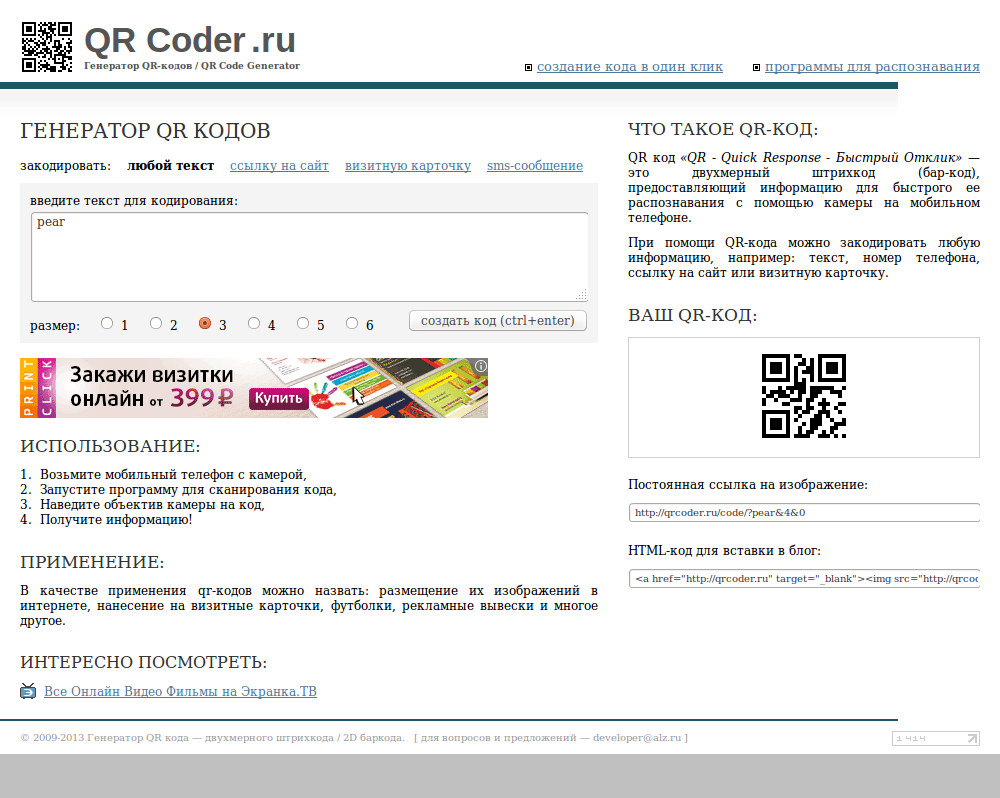 QR Coder.ru
Генератор QR-кодов / QR Code Generator
создание кода в один клик
программы для распознавания
ГЕНЕРАТОР QR КОДОВ
закодировать: любой текст ссылку на сайт визитную карточку sms-сообщение
введите текст для кодирования:
pear
размер: 1 2 3 4 5 6 создать код (ctrl+enter)
PRINT CLICK
Закажи визитки
онлайн от 399 ₽ Купить
ИСПОЛЬЗОВАНИЕ:
1. Возьмите мобильный телефон с камерой,
2. Запустите программу для сканирования кода,
3. Наведите объектив камеры на код,
4. Получите информацию!
ПРИМЕНЕНИЕ:
В качестве применения qr-кодов можно назвать: размещение их изображений в
интернете, нанесение на визитные карточки, футболки, рекламные вывески и многое
другое.
ИНТЕРЕСНО ПОСМОТРЕТЬ:
Все Онлайн Видео Фильмы на Экранка.ТВ
ЧТО ТАКОЕ QR-КОД:
QR код «QR - Quick Response - Быстрый Отклик» —
это двухмерный штрихкод (бар-код),
предоставляющий информацию для быстрого ее
распознавания с помощью камеры на мобильном
телефоне.
При помощи QR-кода можно закодировать любую
информацию, например: текст, номер телефона,
ссылку на сайт или визитную карточку.
ВАШ QR-КОД:
Постоянная ссылка на изображение:
http://qrcoder.ru/code/?pear&4&0
HTML-код для вставки в блог:
<a href="http://qrcoder.ru" target="_blank"><img src="http://qrcod
© 2009-2013 Генератор QR кода — двухмерного штрихкода / 2D баркода. [ для вопросов и предложений — developer@alz.ru ]